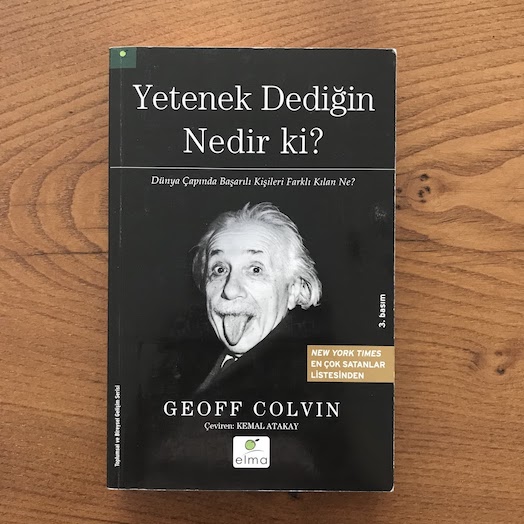 Yetenek Dediğin
Nedir ki?
Dünya Çapında Başarılı Kişileri Farklı Kılan Ne?
3. basım
NEW YORK TIMES
EN ÇOK SATANLAR
LİSTESİNDEN
GEOFF COLVIN
Çeviren: KEMAL ATAKAY
elma
Toplumsal ve Bireysel Gelişim Serisi